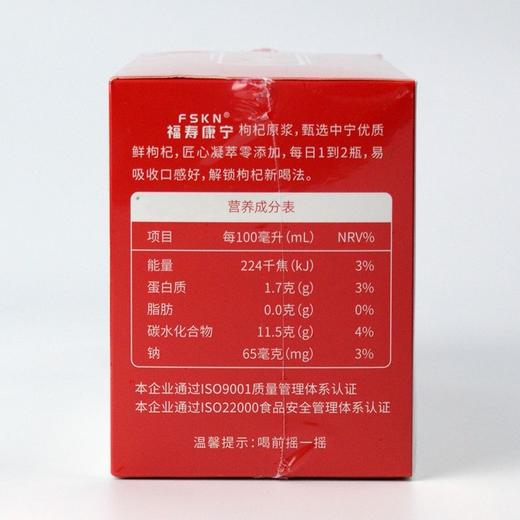 FSKN®
福寿康宁 枸杞原浆，甄选中宁优质
鲜枸杞，匠心凝萃零添加，每日1到2瓶，易
吸收口感好，解锁枸杞新喝法。
营养成分表
项目 每100毫升(mL) NRV%
能量 224千焦(kJ) 3%
蛋白质 1.7克(g) 3%
脂肪 0.0克(g) 0%
碳水化合物 11.5克(g) 4%
钠 65毫克(mg) 3%
本企业通过ISO9001质量管理体系认证
本企业通过ISO22000食品安全管理体系认证
温馨提示：喝前摇一摇